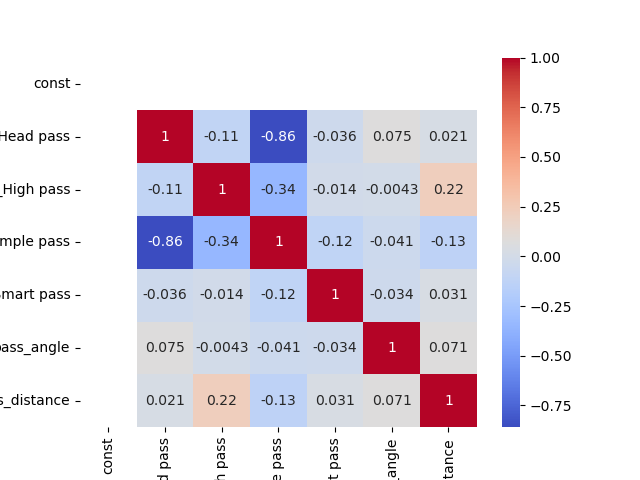 const
Head pass
_High pass
mple pass
mart pass
pass_angle
s_distance
1 -0.11 -0.86 -0.036 0.075 0.021
-0.11 1 -0.34 -0.014 -0.0043 0.22
-0.86 -0.34 1 -0.12 -0.041 -0.13
-0.036 -0.014 -0.12 1 -0.034 0.031
0.075 -0.0043 -0.041 -0.034 1 0.071
0.021 0.22 -0.13 0.031 0.071 1
const
d pass
h pass
e pass
t pass
_angle
tance
1.00
0.75
0.50
0.25
0.00
−0.25
−0.50
−0.75